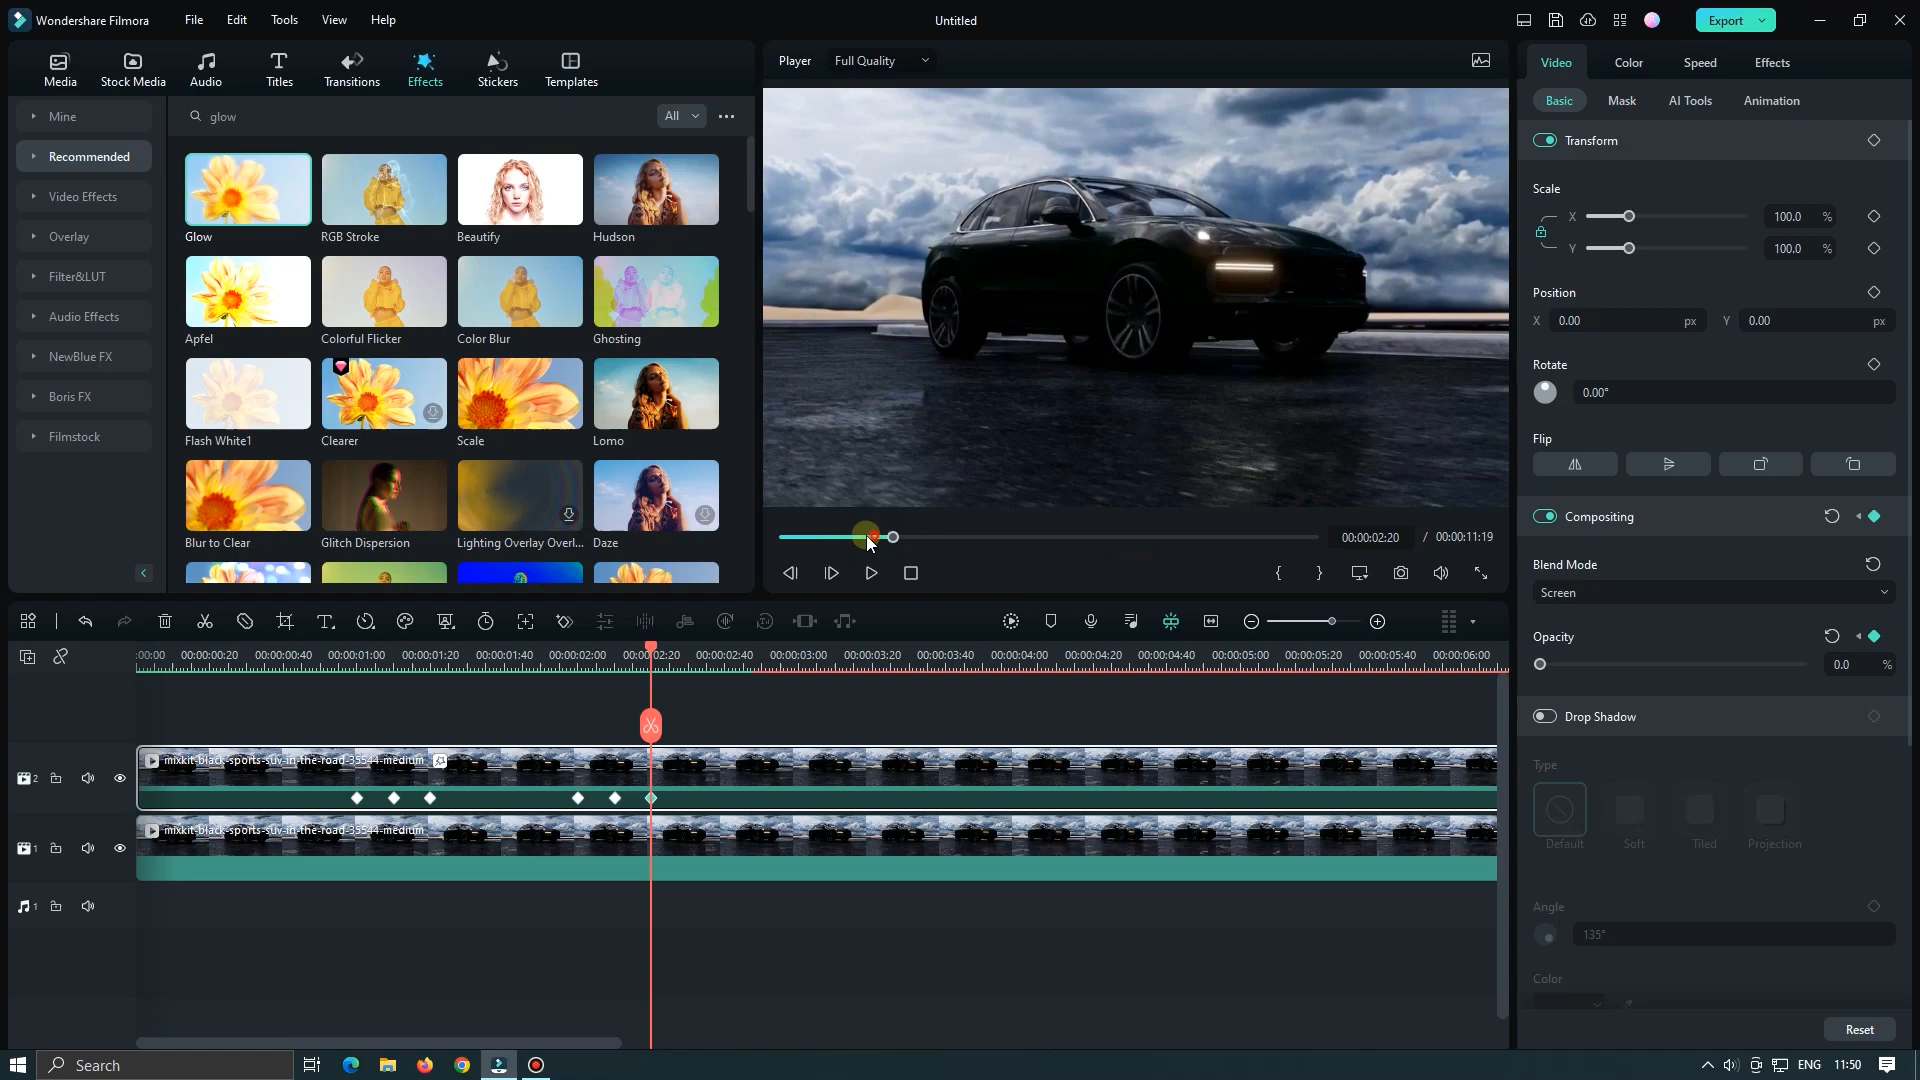 Wondershare Filmora
File
Edit
Tools
View
Help
Untitled
Export
Media
Stock Media
Audio
Titles
Transitions
Effects
Stickers
Templates
Player
Full Quality
Video
Color
Speed
Effects
Mine
Recommended
Video Effects
Overlay
Filter&LUT
Audio Effects
NewBlue FX
Boris FX
Filmstock
glow
All
Glow
RGB Stroke
Beautify
Hudson
Apfel
Colorful Flicker
Color Blur
Ghosting
Flash White1
Clearer
Scale
Lomo
Blur to Clear
Glitch Dispersion
Lighting Overlay Overl...
Daze
00:00:02:20 / 00:00:11:19
Basic
Mask
AI Tools
Animation
Transform
Scale
X 100.0 %
Y 100.0 %
Position
X 0.00 px Y 0.00 px
Rotate
0.00°
Flip
Compositing
Blend Mode
Screen
Opacity
0.0 %
Drop Shadow
Type
Default
Soft
Tiled
Projection
Angle
135°
Color
Reset
:00:00 00:00:00:20 00:00:00:40 00:00:01:00 00:00:01:20 00:00:01:40 00:00:02:00 00:00:02:20 00:00:02:40 00:00:03:00 00:00:03:20 00:00:03:40 00:00:04:00 00:00:04:20 00:00:04:40 00:00:05:00 00:00:05:20 00:00:05:40 00:00:06:00
2
mixkit-black-sports-suv-in-the-road-35544-medium
1
mixkit-black-sports-suv-in-the-road-35544-medium
1
Search
ENG
11:50